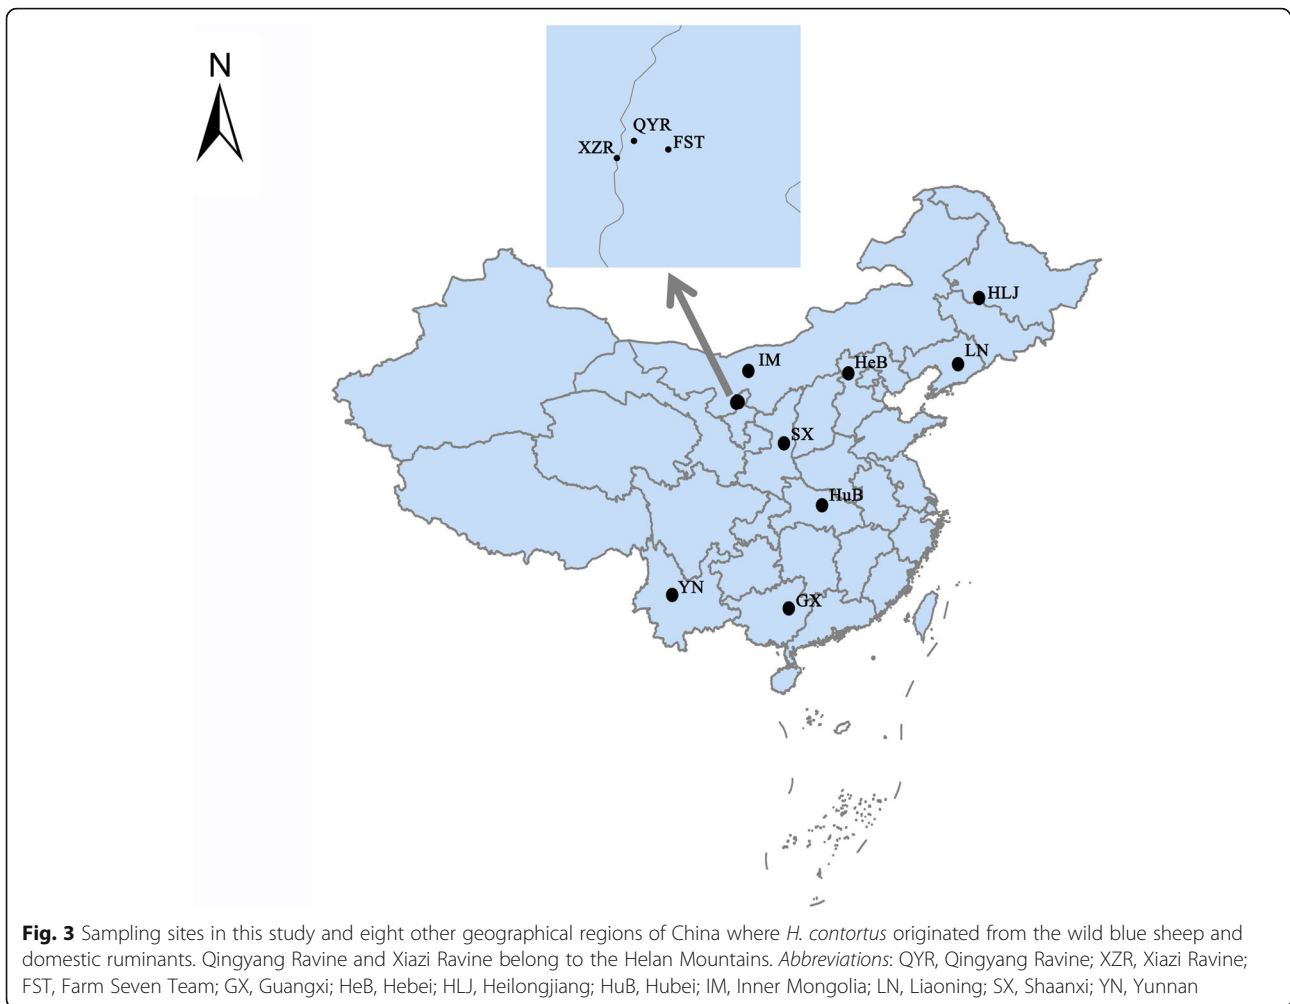 N
QYR
XZR
FST
HLJ
LN
IM
HeB
SX
HuB
YN
GX
Fig. 3 Sampling sites in this study and eight other geographical regions of China where H. contortus originated from the wild blue sheep and
domestic ruminants. Qingyang Ravine and Xiazi Ravine belong to the Helan Mountains. Abbreviations: QYR, Qingyang Ravine; XZR, Xiazi Ravine;
FST, Farm Seven Team; GX, Guangxi; HeB, Hebei; HLJ, Heilongjiang; HuB, Hubei; IM, Inner Mongolia; LN, Liaoning; SX, Shaanxi; YN, Yunnan